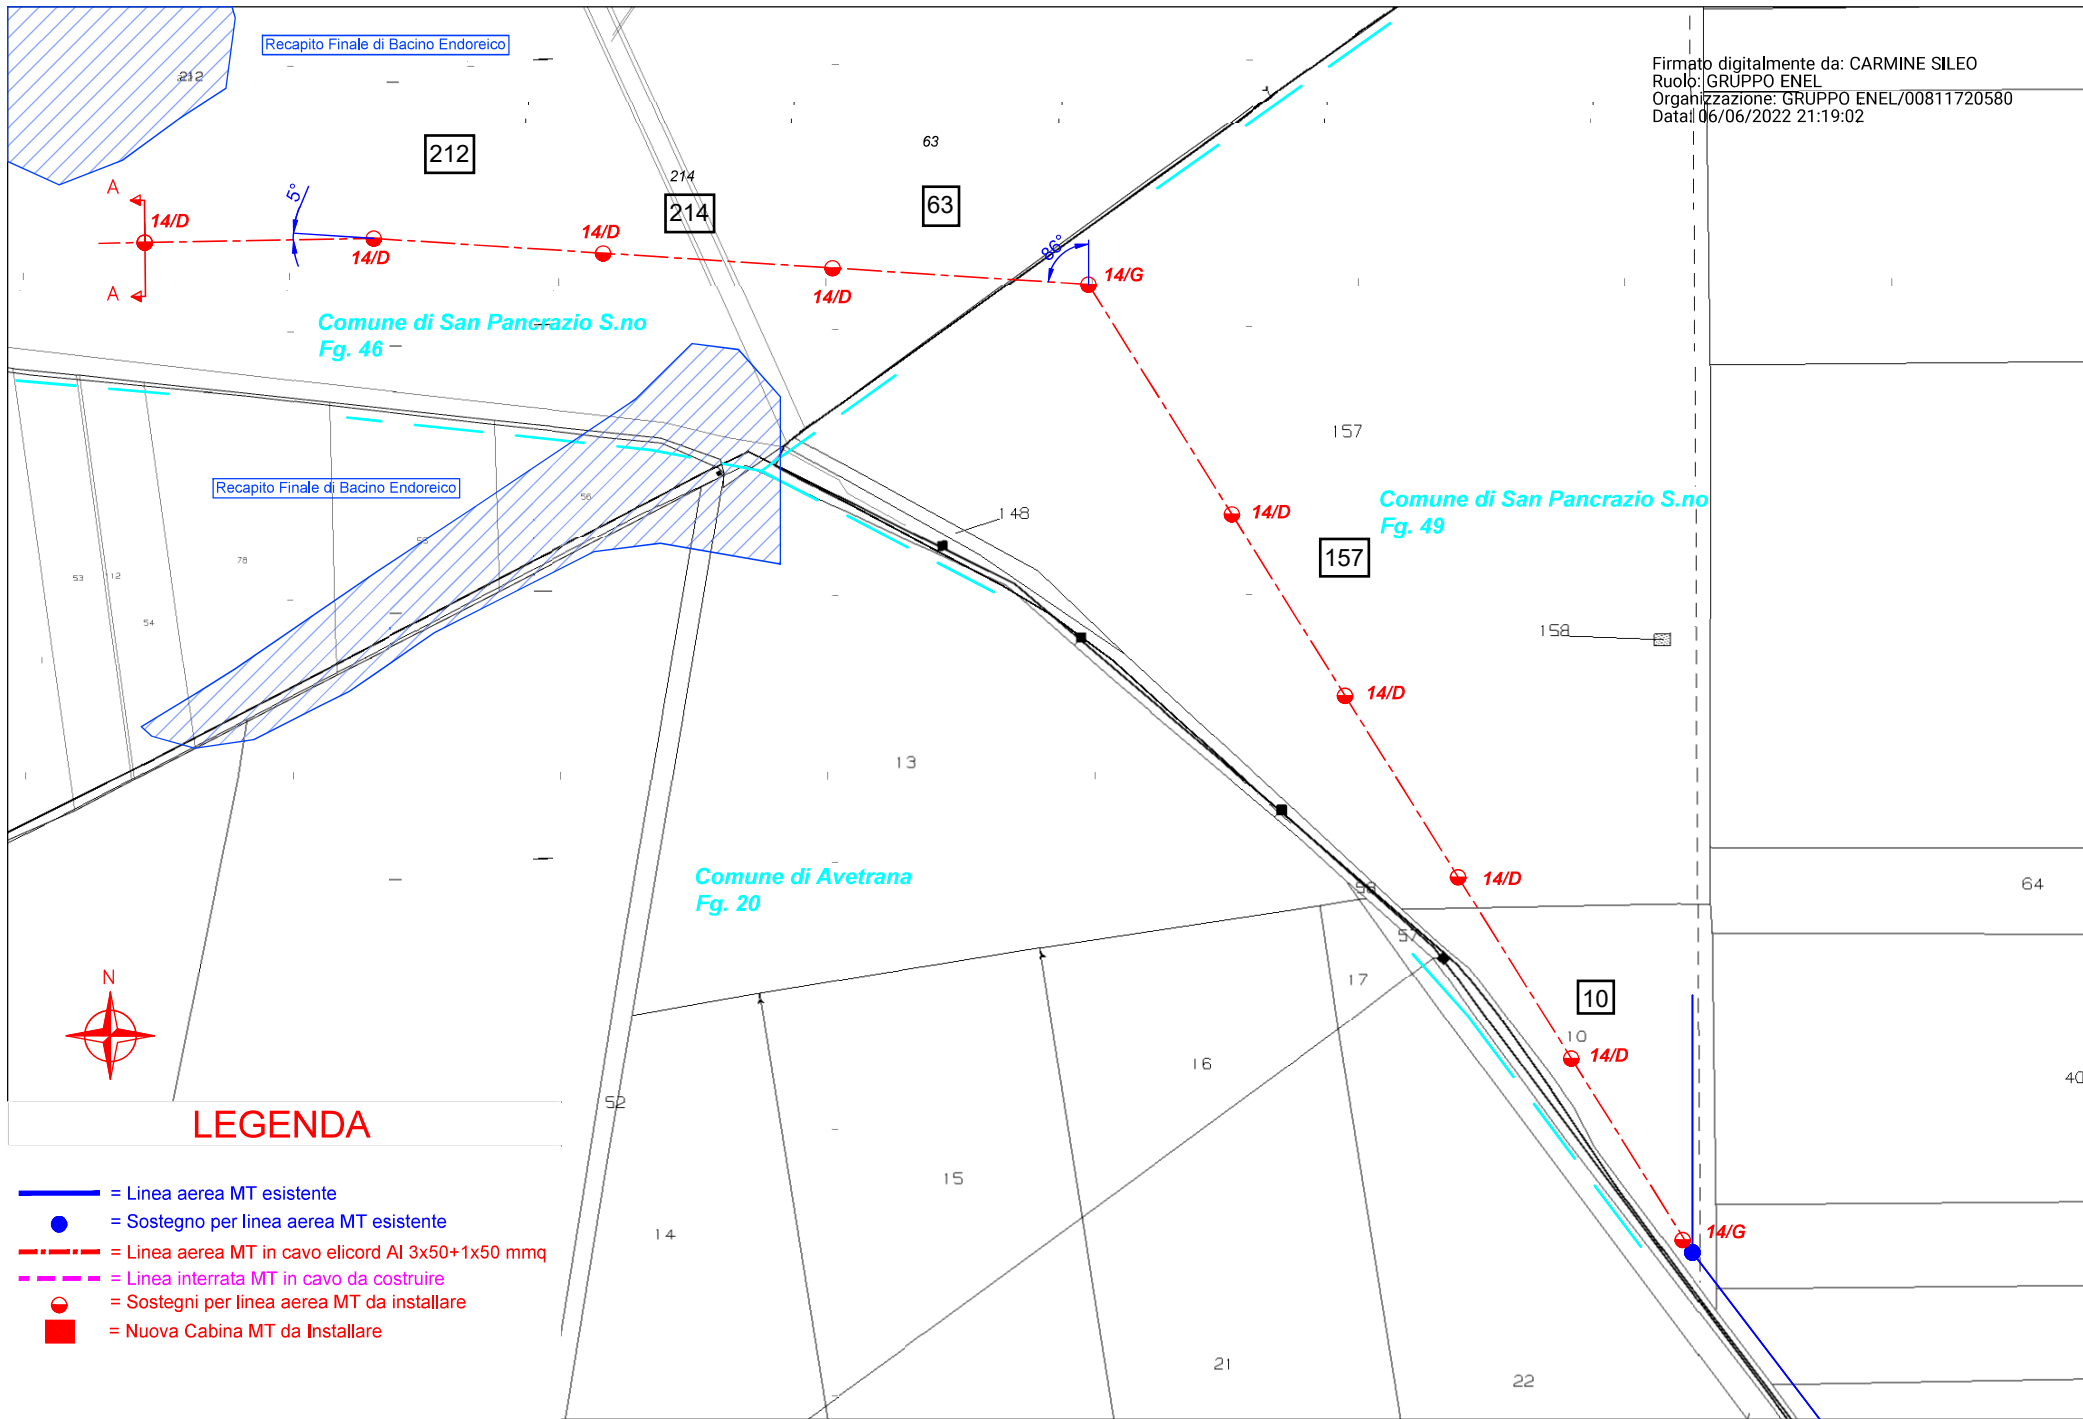 Recapito Finale di Bacino Endoreico
Firmato digitalmente da: CARMINE SILEO
Ruolo: GRUPPO ENEL
Organizzazione: GRUPPO ENEL/00811720580
Data: 06/06/2022 21:19:02
212
63
212
214
214
63
A
14/D
5°
14/D
14/D
14/D
86°
14/G
A
Comune di San Pancrazio S.no
Fg. 46
157
Recapito Finale di Bacino Endoreico
56
148
Comune di San Pancrazio S.no
Fg. 49
14/D
157
78
53
112
54
158
14/D
13
Comune di Avetrana
Fg. 20
14/D
58
64
57
17
10
N
10
14/D
16
40
52
LEGENDA
15
14
14/G
= Linea aerea MT esistente
= Sostegno per linea aerea MT esistente
= Linea aerea MT in cavo elicord Al 3x50+1x50 mmq
= Linea interrata MT in cavo da costruire
= Sostegni per linea aerea MT da installare
= Nuova Cabina MT da Installare
21
22